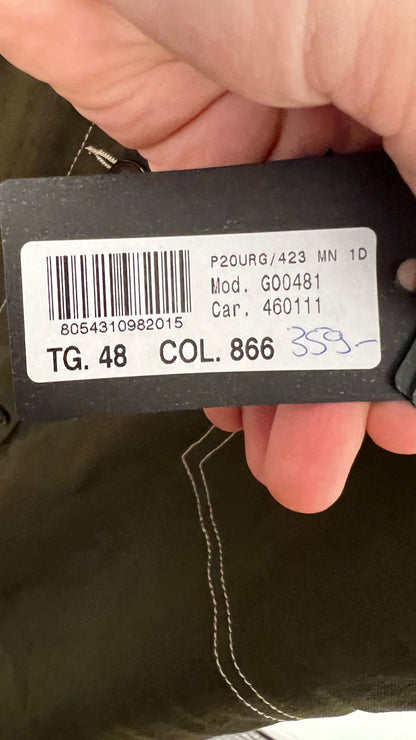 P20URG/423 MN 1D
Mod. G00481
Car. 460111
8054310982015
TG. 48 COL. 866 359.-